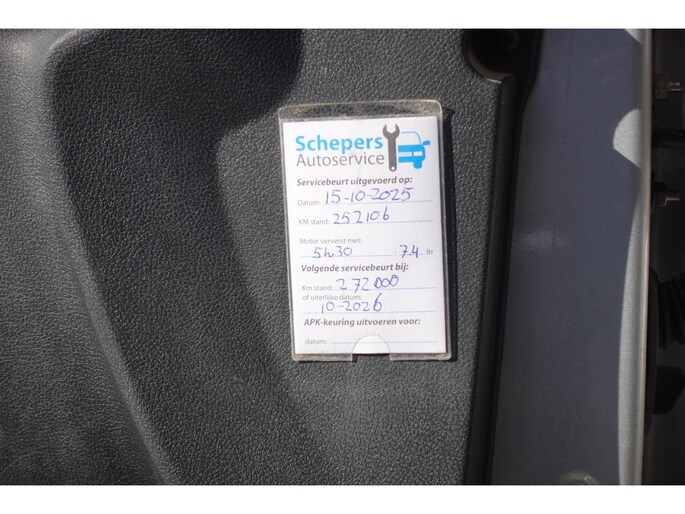 Schepers
Autoservice
Servicebeurt uitgevoerd op:
Datum: 15-10-2025
KM stand: 252106
Motor ververst met:
5w30 : 7.4 ltr
Volgende servicebeurt bij:
Km stand: 272000
of uiterlijke datum:
10-2026
APK-keuring uitvoeren voor:
datum: